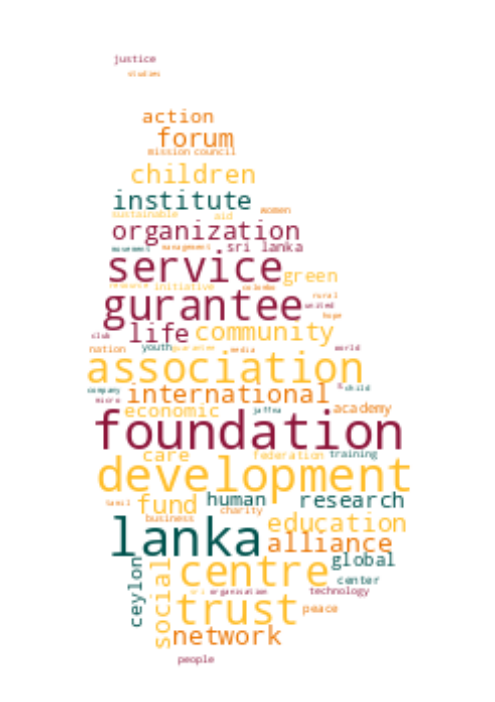 justice
studies
action
forum
mission council
children
institute
sustainable aid women
organization
movement management sri lanka
service green
resource initiative colombo
rural
gurantee united
hope
club life community
nation youth guarantee media world
association
company international child
micro
economic jaffna academy
foundation
care federation training
development
tamil fund human research
charity
business education
lanka alliance
global
ceylon social centre center
sri organisation technology
trust peace
network
people